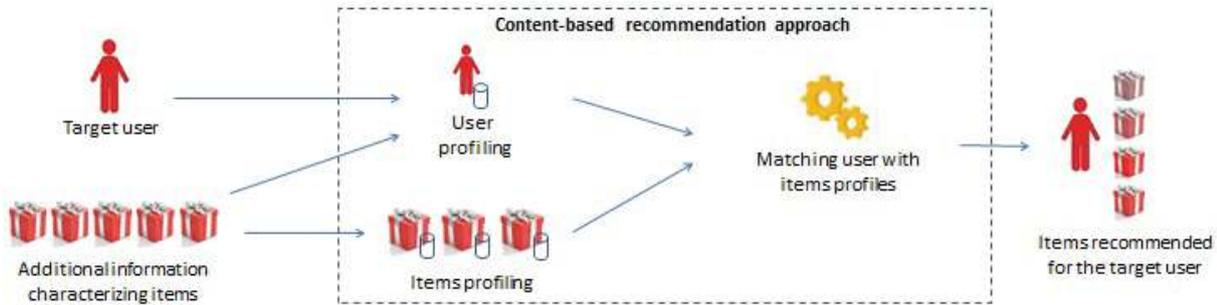 Content-based recommendation approach
Target user
User
profiling
Matching user with
items profiles
Additional information
characterizing items
Items profiling
Items recommended
for the target user